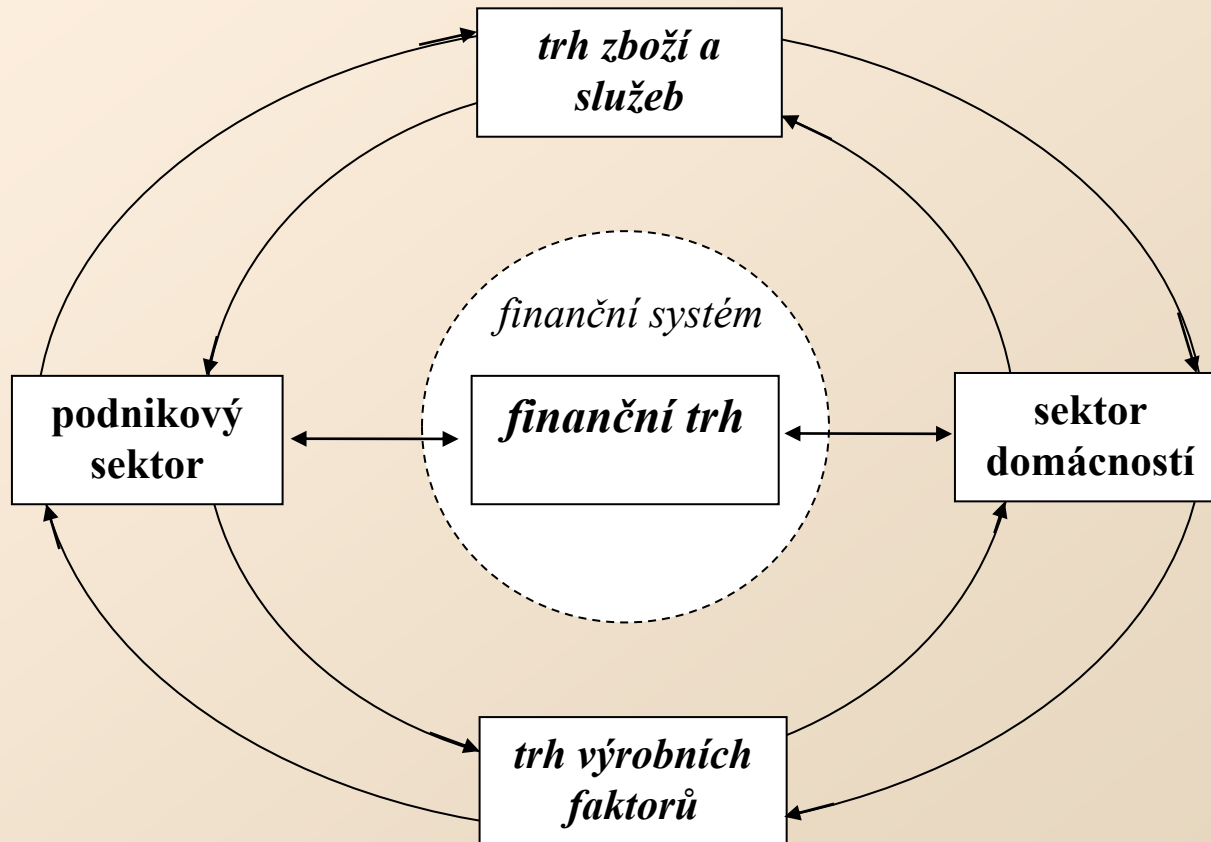 trh zboží a
služeb
finanční systém
podnikový
sektor
finanční trh
sektor
domácností
trh výrobních
faktorů